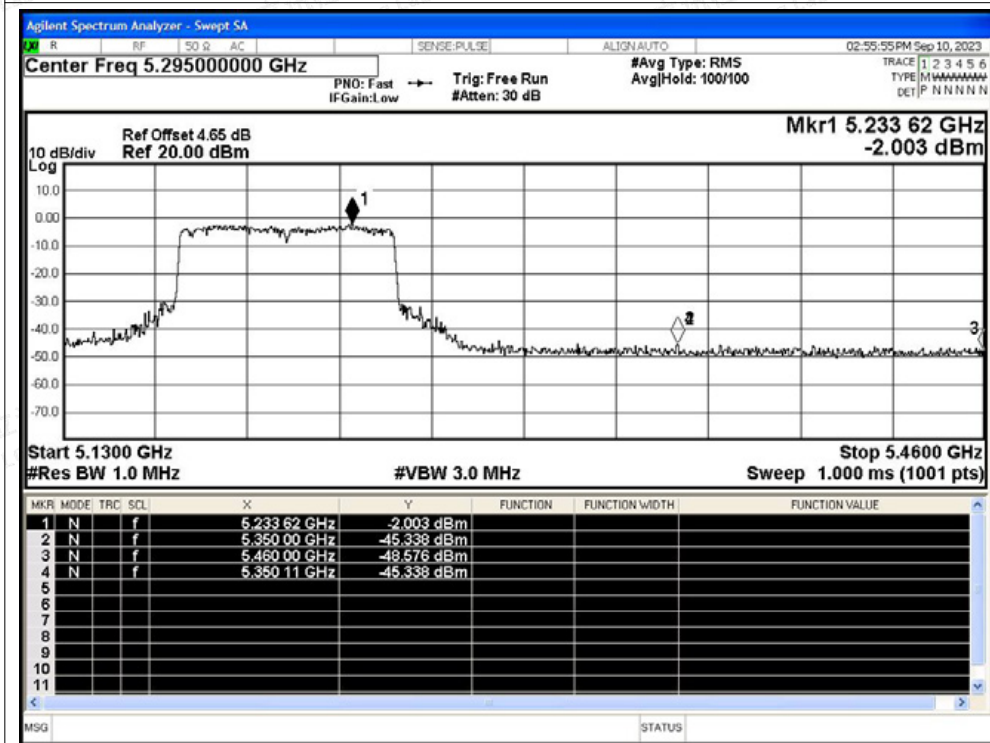 Agilent Spectrum Analyzer - Swept SA
R RF 50 Ω AC SENSE:PULSE ALIGN AUTO 02:55:55 PM Sep 10, 2023
Center Freq 5.295000000 GHz
PNO: Fast
IFGain:Low
Trig: Free Run
#Atten: 30 dB
#Avg Type: RMS
Avg|Hold: 100/100
TRACE 1 2 3 4 5 6
TYPE M
DET P N N N N N
Mkr1 5.233 62 GHz
-2.003 dBm
Ref Offset 4.65 dB
10 dB/div Ref 20.00 dBm
Log
10.0
0.00
-10.0
-20.0
-30.0
-40.0
-50.0
-60.0
-70.0
1
3
Start 5.1300 GHz Stop 5.4600 GHz
#Res BW 1.0 MHz #VBW 3.0 MHz Sweep 1.000 ms (1001 pts)
MKR MODE TRC SCL X Y FUNCTION FUNCTION WIDTH FUNCTION VALUE
1 N f 5.233 62 GHz -2.003 dBm
2 N f 5.350 00 GHz -45.338 dBm
3 N f 5.460 00 GHz -48.576 dBm
4 N f 5.350 11 GHz -45.338 dBm
5
6
7
8
9
10
11
MSG STATUS